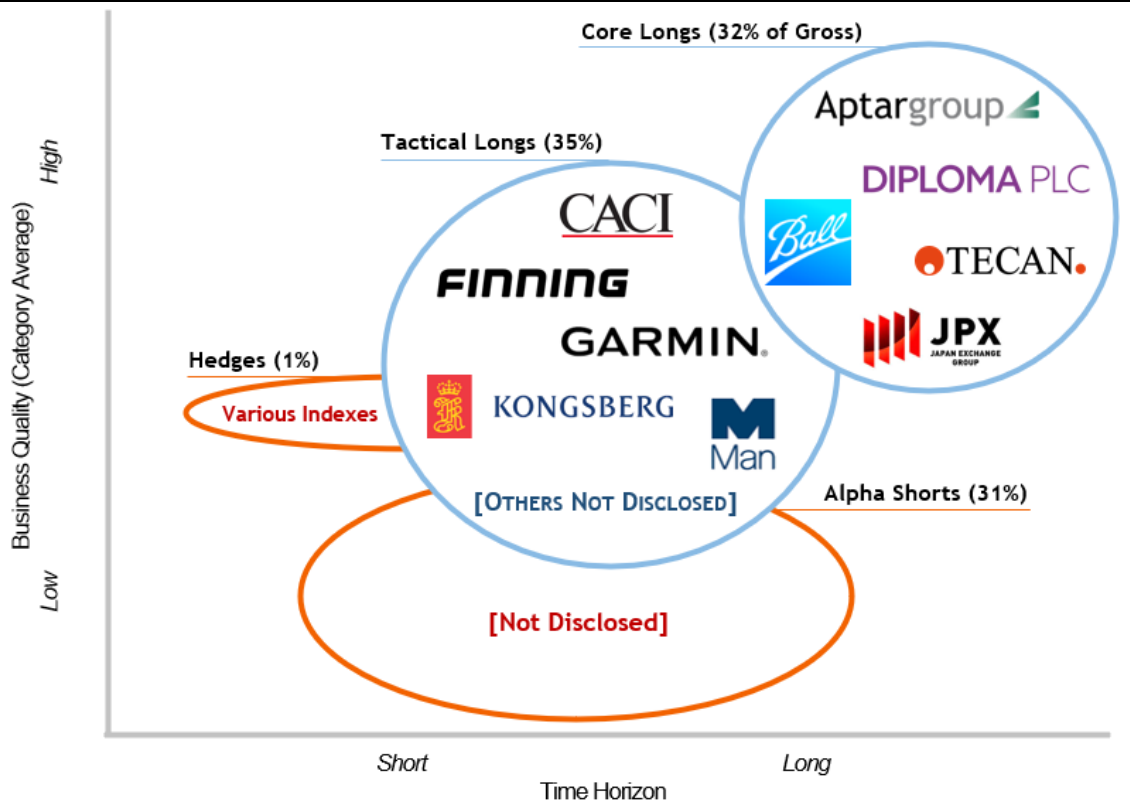 Core Longs (32% of Gross)
Aptargroup
Tactical Longs (35%)
High
DIPLOMA PLC
CACI
Ball
TECAN.
FINNING
JPX
JAPAN EXCHANGE
GROUP
GARMIN®
Business Quality (Category Average)
Hedges (1%)
Various Indexes
KONGSBERG
M
Man
[OTHERS NOT DISCLOSED]
Alpha Shorts (31%)
Low
[Not Disclosed]
Short
Long
Time Horizon